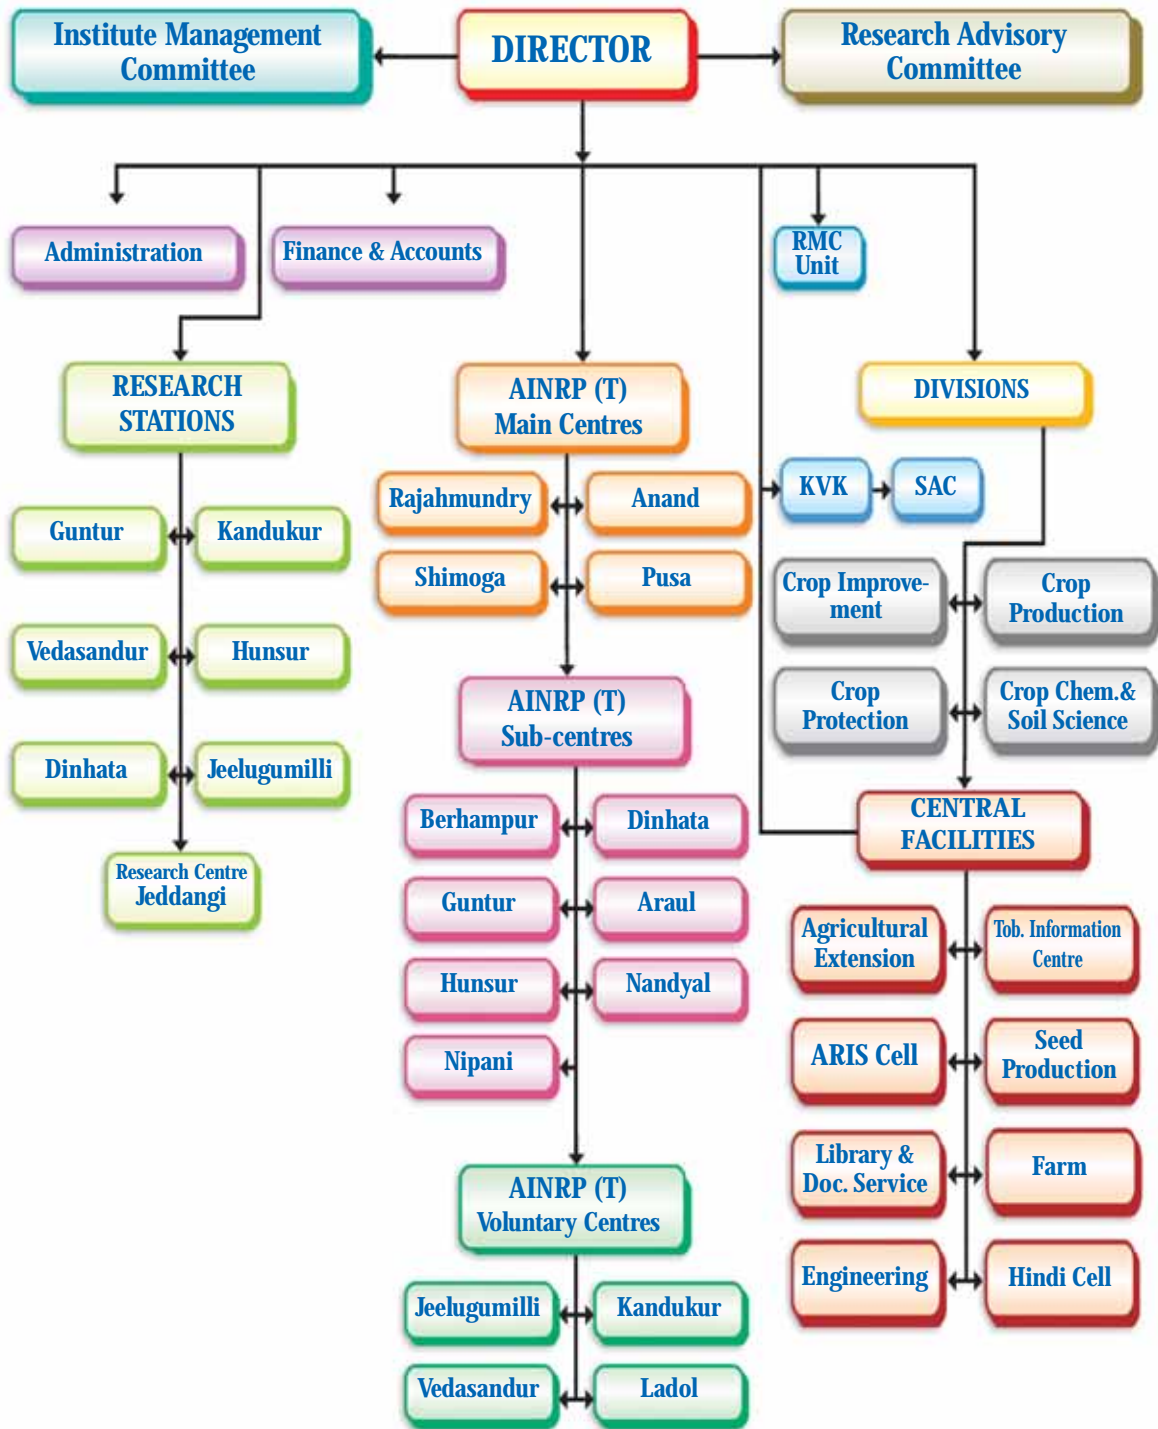 Institute Management
Committee
DIRECTOR
Research Advisory
Committee
Administration
Finance & Accounts
RMC
Unit
RESEARCH
STATIONS
AINRP (T)
Main Centres
DIVISIONS
Guntur
Kandukur
Vedasandur
Hunsur
Dinhata
Jeelugumilli
Research Centre
Jeddangi
Rajahmundry
Anand
Shimoga
Pusa
AINRP (T)
Sub-centres
Berhampur
Dinhata
Guntur
Araul
Hunsur
Nandyal
Nipani
AINRP (T)
Voluntary Centres
Jeelugumilli
Kandukur
Vedasandur
Ladol
KVK
SAC
Crop Improve-
ment
Crop
Production
Crop
Protection
Crop Chem.&
Soil Science
CENTRAL
FACILITIES
Agricultural
Extension
Tob. Information
Centre
ARIS Cell
Seed
Production
Library &
Doc. Service
Farm
Engineering
Hindi Cell